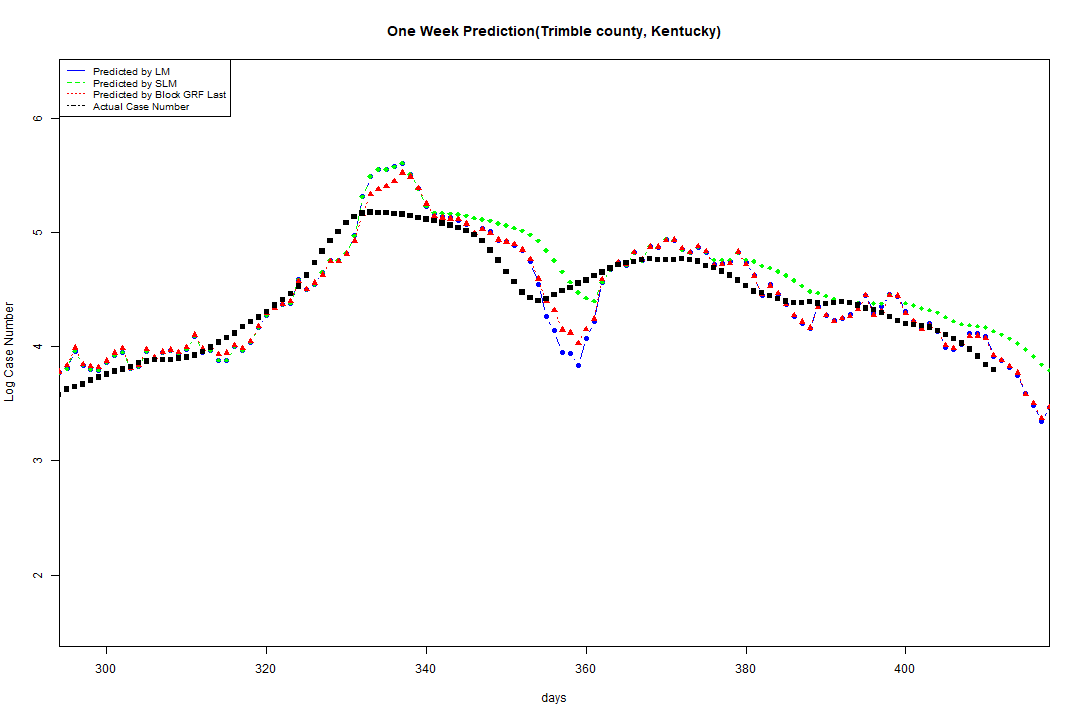 One Week Prediction(Trimble county, Kentucky)
Predicted by LM
Predicted by SLM
Predicted by Block GRF Last
Actual Case Number
6
5
4
3
2
Log Case Number
300 320 340 360 380 400
days